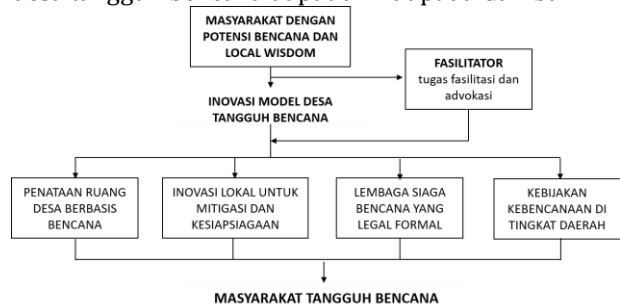 MASYARAKAT DENGAN
POTENSI BENCANA DAN
LOCAL WISDOM
FASILITATOR
tugas fasilitasi dan
advokasi
INOVASI MODEL DESA
TANGGUH BENCANA
PENATAAN RUANG
DESA BERBASIS
BENCANA
INOVASI LOKAL UNTUK
MITIGASI DAN
KESIAPSIAGAAN
LEMBAGA SIAGA
BENCANA YANG
LEGAL FORMAL
KEBIJAKAN
KEBENCANAAN DI
TINGKAT DAERAH
MASYARAKAT TANGGUH BENCANA